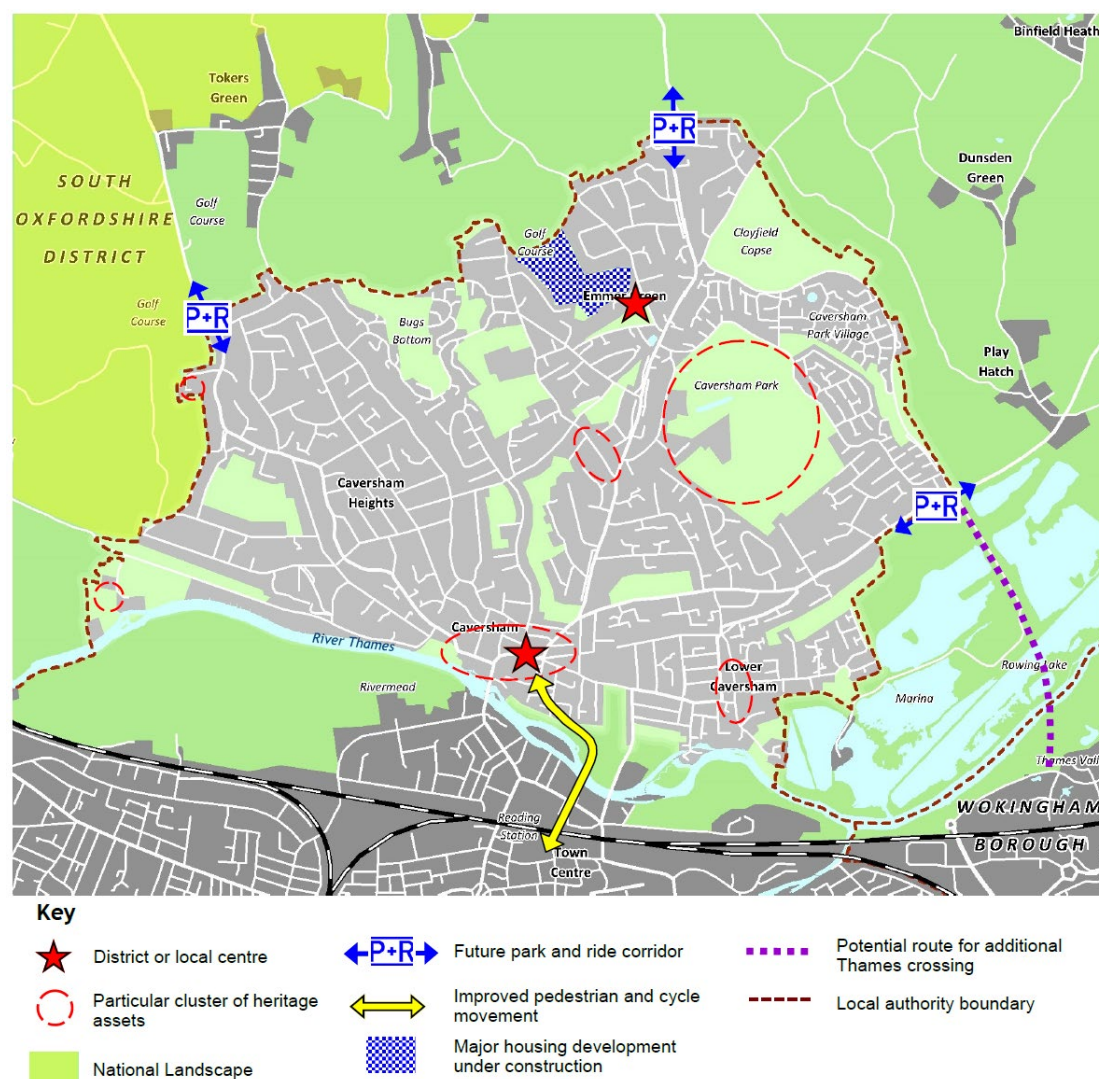 Binfield Heath
Tokers
Green
P+R
Dunsden
Green
SOUTH
OXFORDSHIRE
DISTRICT
Golf
Course
Golf
Course
Clayfield
Copse
Emmer Green
Golf
Course
P+R
Bugs
Bottom
Caversham
Park Village
Play
Hatch
Caversham Park
Caversham
Heights
P+R
River Thames
Caversham
Lower
Caversham
Rowing Lake
Rivermead
Marina
Thames Vall
Reading
Station
Town
Centre
WOKINGHAM
BOROUGH
Key
District or local centre
P+R
Future park and ride corridor
Potential route for additional
Thames crossing
Particular cluster of heritage
assets
Improved pedestrian and cycle
movement
Local authority boundary
National Landscape
Major housing development
under construction